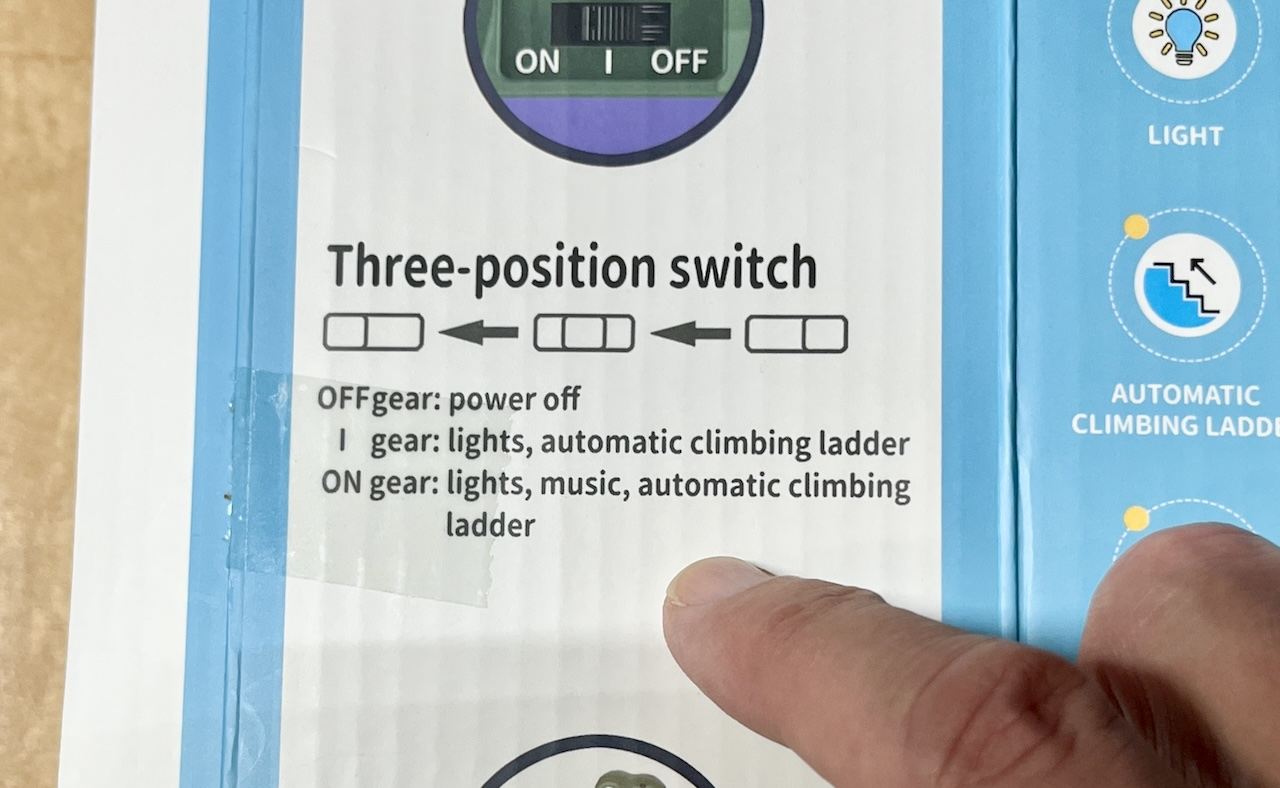 ON I OFF
Three-position switch
OFFgear: power off
I gear: lights, automatic climbing ladder
ON gear: lights, music, automatic climbing
ladder
LIGHT
AUTOMATIC
CLIMBING